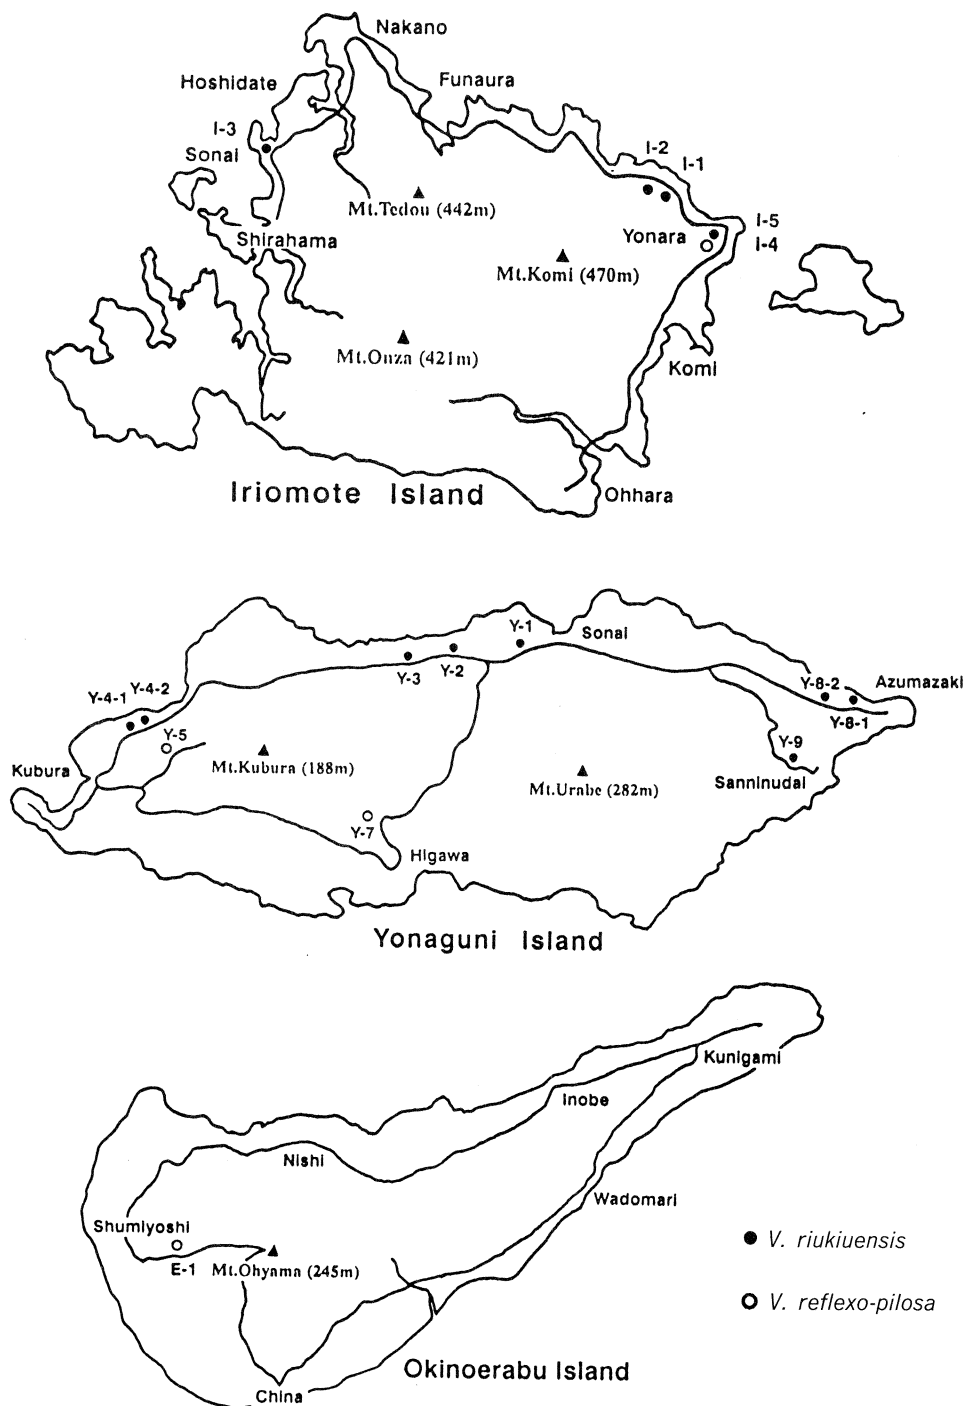 Nakano
Hoshidate
Funaura
I-3
Sonai
I-2
I-1
Mt.Tedou (442m)
I-5
Yonara
I-4
Shirahama
Mt.Komi (470m)
Mt.Onza (421m)
Komi
Iriomote Island
Ohhara
Y-1
Sonai
Y-3
Y-2
Y-4-1
Y-4-2
Y-8-2
Azumazaki
Y-8-1
Y-5
Y-9
Kubura
Mt.Kubura (188m)
Mt.Urabe (282m)
Sanninudai
Y-7
Higawa
Yonaguni Island
Kunigami
Inobe
Nishi
Wadomari
Shumiyoshi
E-1
Mt.Ohyama (245m)
V. riukiuensis
V. reflexo-pilosa
Okinoerabu Island
China